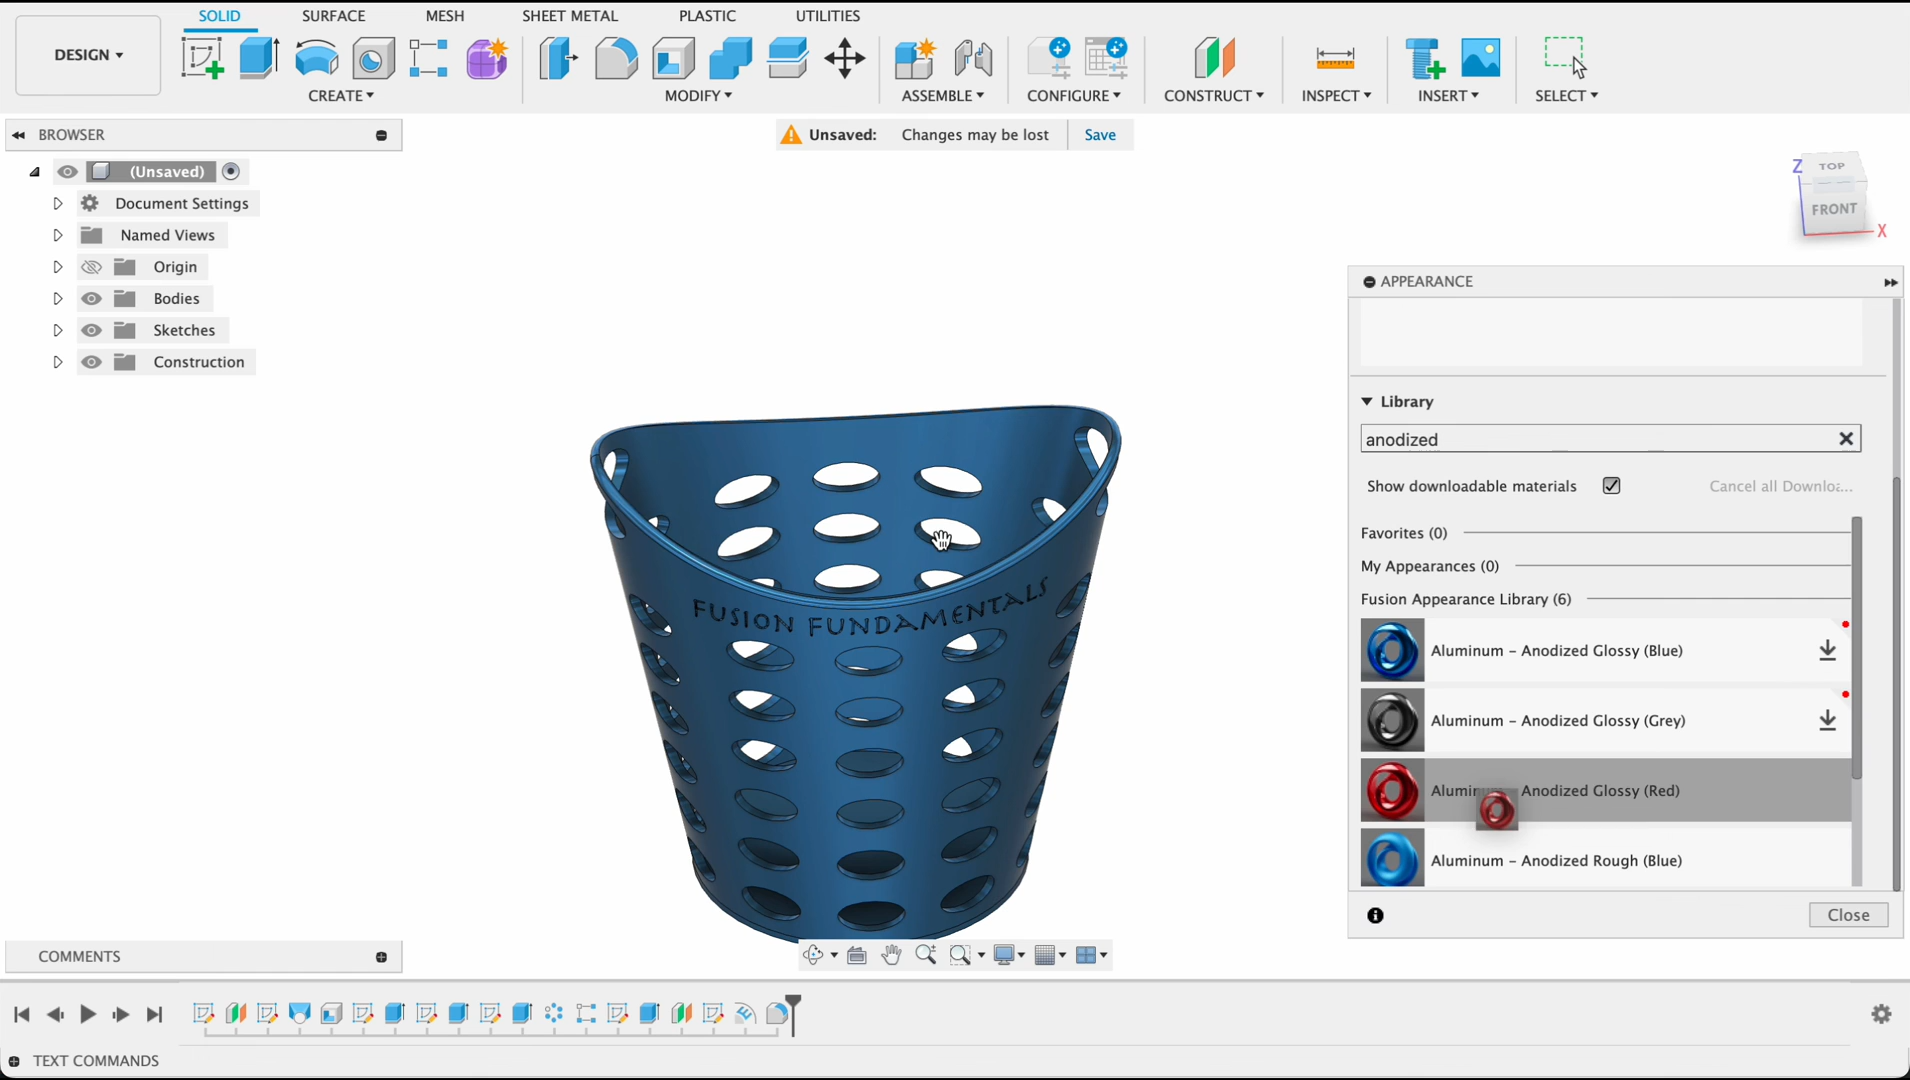 SOLID SURFACE MESH SHEET METAL PLASTIC UTILITIES
DESIGN
CREATE MODIFY ASSEMBLE CONFIGURE CONSTRUCT INSPECT INSERT SELECT
BROWSER
Unsaved: Changes may be lost Save
(Unsaved)
Document Settings
Named Views
Origin
Bodies
Sketches
Construction
TOP
Z
FRONT
X
FUSION FUNDAMENTALS
APPEARANCE
Library
anodized
Show downloadable materials Cancel all Downloa...
Favorites (0)
My Appearances (0)
Fusion Appearance Library (6)
Aluminum - Anodized Glossy (Blue)
Aluminum - Anodized Glossy (Grey)
Anodized Glossy (Red)
Aluminum - Anodized Rough (Blue)
Close
COMMENTS
TEXT COMMANDS